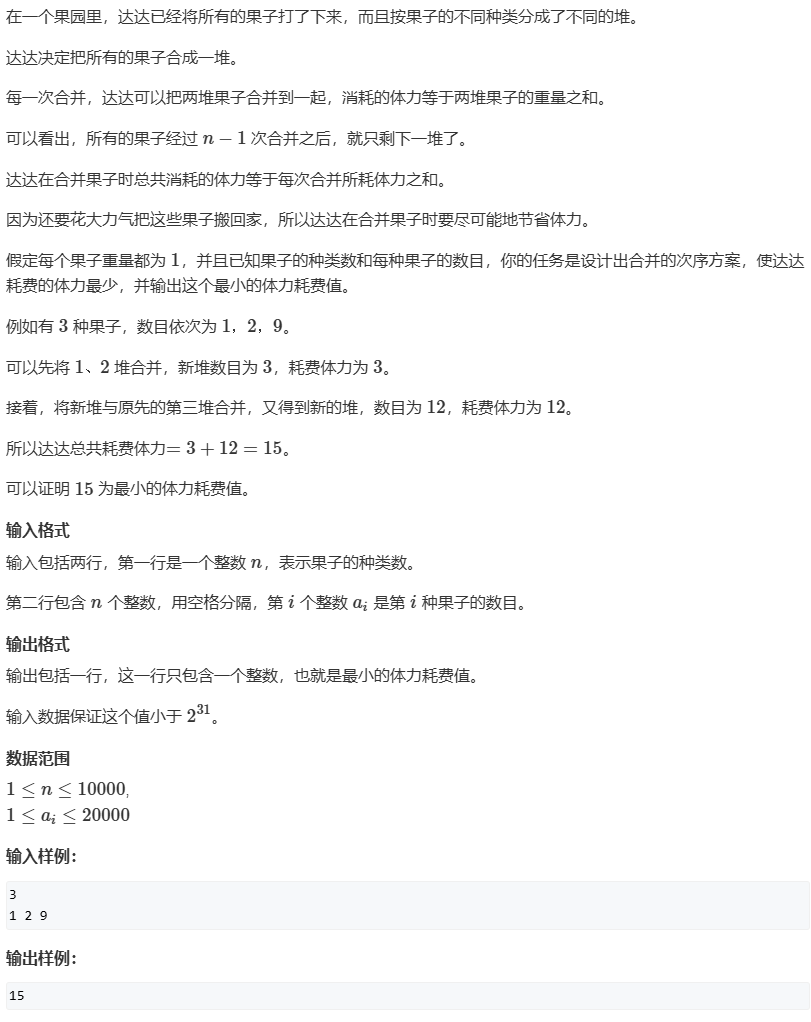 在一个果园里，达达已经将所有的果子打了下来，而且按果子的不同种类分成了不同的堆。
达达决定把所有的果子合成一堆。
每一次合并，达达可以把两堆果子合并到一起，消耗的体力等于两堆果子的重量之和。
可以看出，所有的果子经过 n − 1 次合并之后，就只剩下一堆了。
达达在合并果子时总共消耗的体力等于每次合并所耗体力之和。
因为还要花大力气把这些果子搬回家，所以达达在合并果子时要尽可能地节省体力。
假定每个果子重量都为 1，并且已知果子的种类数和每种果子的数目，你的任务是设计出合并的次序方案，使达达
耗费的体力最少，并输出这个最小的体力耗费值。
例如有 3 种果子，数目依次为 1，2，9。
可以先将 1、2 堆合并，新堆数目为 3，耗费体力为 3。
接着，将新堆与原先的第三堆合并，又得到新的堆，数目为 12，耗费体力为 12。
所以达达总共耗费体力= 3 + 12 = 15。
可以证明 15 为最小的体力耗费值。
输入格式
输入包括两行，第一行是一个整数 n，表示果子的种类数。
第二行包含 n 个整数，用空格分隔，第 i 个整数 aᵢ 是第 i 种果子的数目。
输出格式
输出包括一行，这一行只包含一个整数，也就是最小的体力耗费值。
输入数据保证这个值小于 2³¹。
数据范围
1 ≤ n ≤ 10000,
1 ≤ aᵢ ≤ 20000
输入样例：
3
1 2 9
输出样例：
15